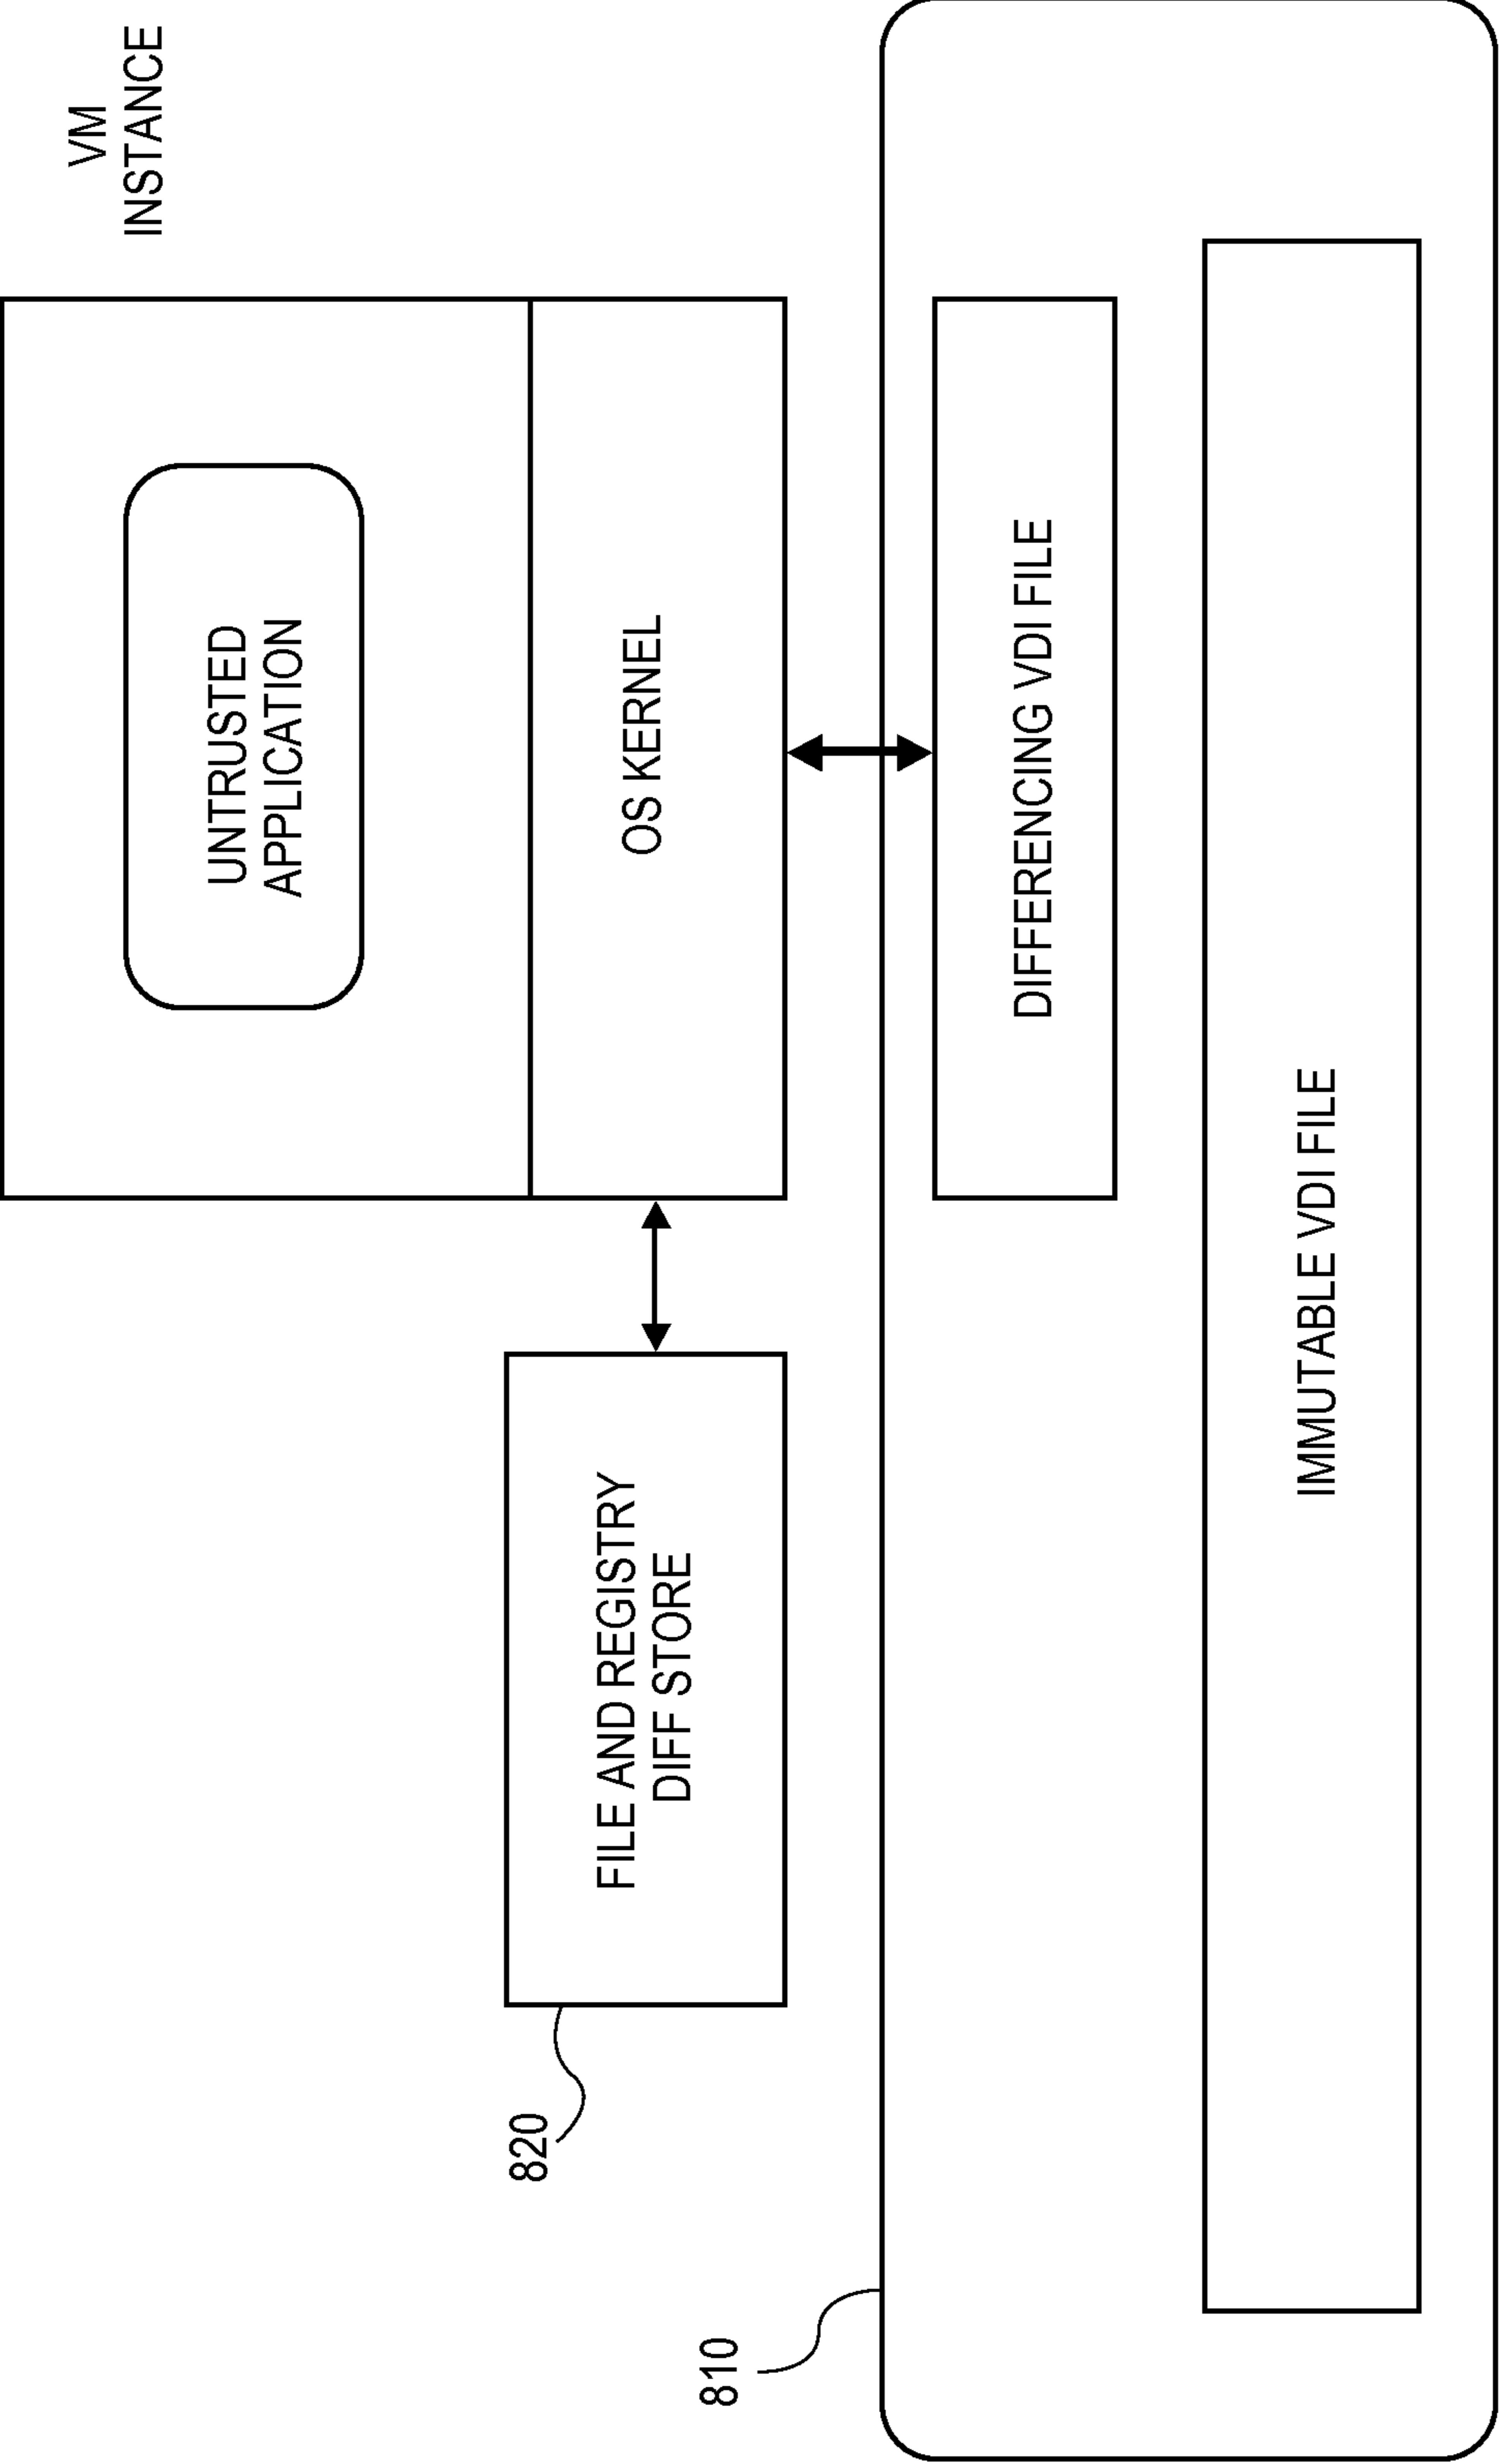 VM
INSTANCE
UNTRUSTED
APPLICATION
OS KERNEL
FILE AND REGISTRY
DIFF STORE
820
810
DIFFERENCING VDI FILE
IMMUTABLE VDI FILE